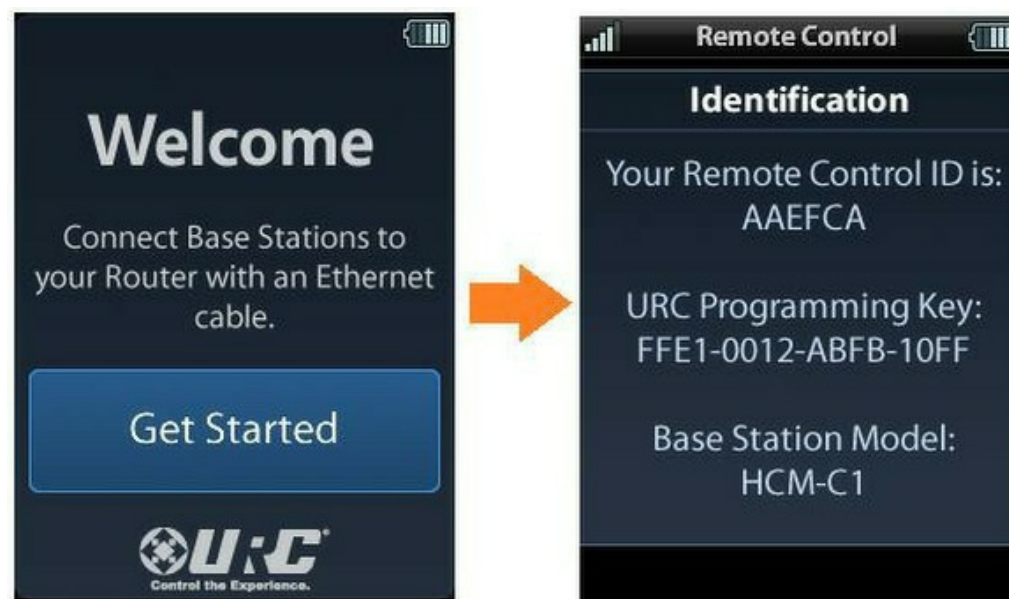 Welcome
Connect Base Stations to
your Router with an Ethernet
cable.
Get Started
URC
Control the Experience.
Remote Control
Identification
Your Remote Control ID is:
AAEFCA
URC Programming Key:
FFE1-0012-ABFB-10FF
Base Station Model:
HCM-C1